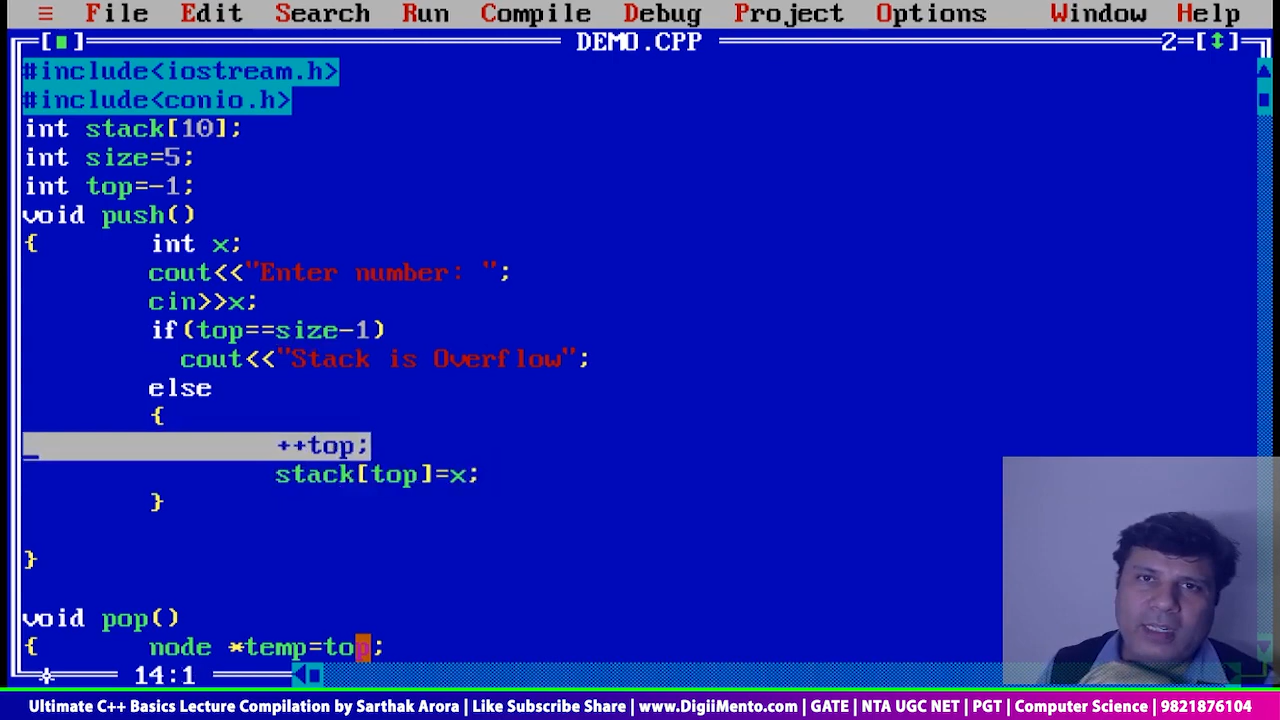 ≡ File Edit Search Run Compile Debug Project Options Window Help
[■] DEMO.CPP 2=[↕]
#include<iostream.h>
#include<conio.h>
int stack[10];
int size=5;
int top=-1;
void push()
{ int x;
cout<<"Enter number: ";
cin>>x;
if(top==size-1)
cout<<"Stack is Overflow";
else
{
++top;
stack[top]=x;
}
}
void pop()
{ node *temp=top;
14:1
Ultimate C++ Basics Lecture Compilation by Sarthak Arora | Like Subscribe Share | www.DigiiMento.com | GATE | NTA UGC NET | PGT | Computer Science | 9821876104